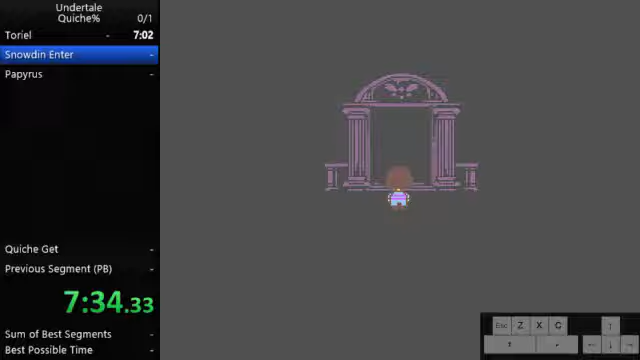 Undertale
Quiche% 0/1
Toriel - 7:02
Snowdin Enter -
Papyrus -
Quiche Get -
Previous Segment (PB) -
7:34.33
Sum of Best Segments -
Best Possible Time -
Esc Z X C ↑
← ↓ →